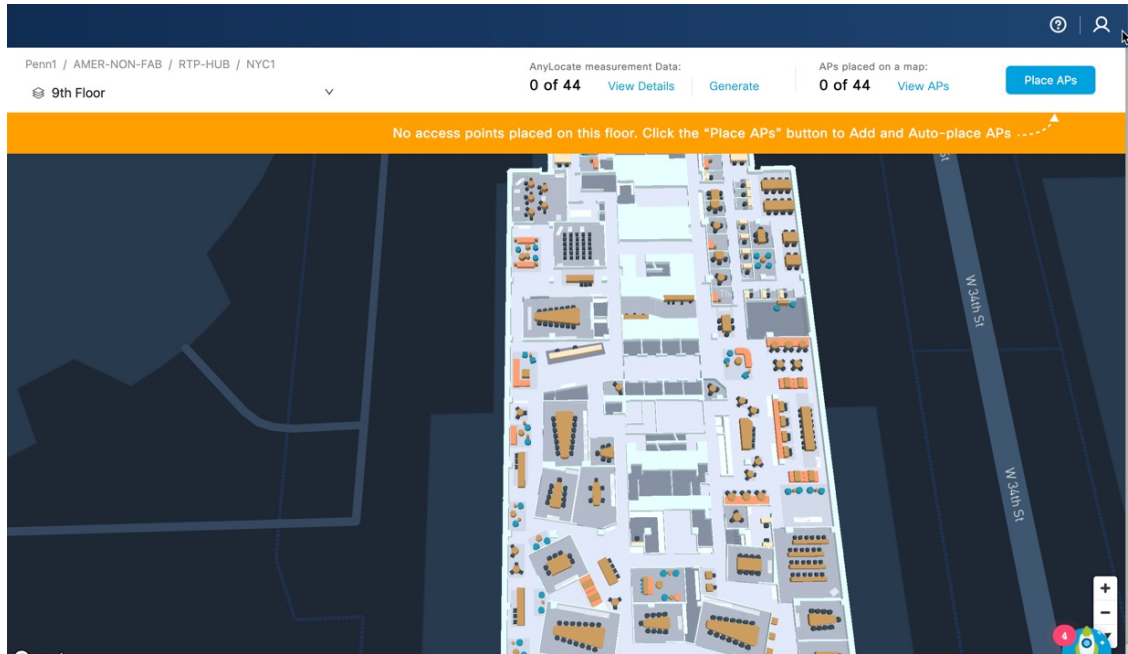 Penn1 / AMER-NON-FAB / RTP-HUB / NYC1
9th Floor
AnyLocate measurement Data:
0 of 44 View Details Generate
APs placed on a map:
0 of 44 View APs
Place APs
No access points placed on this floor. Click the “Place APs” button to Add and Auto-place APs
W 34th St
W 34th St
+
−
4